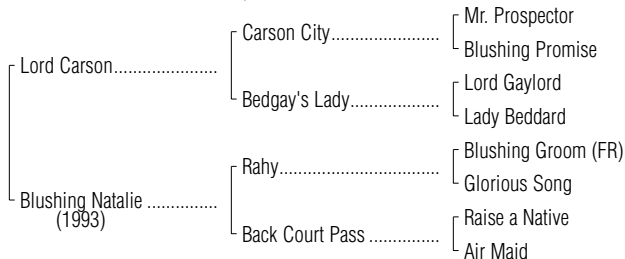 Mr. Prospector
Carson City.....................
Blushing Promise
Lord Carson....................
Lord Gaylord
Bedgay's Lady..................
Lady Beddard
Blushing Groom (FR)
Rahy................................
Glorious Song
Blushing Natalie .............
(1993)
Raise a Native
Back Court Pass .............
Air Maid